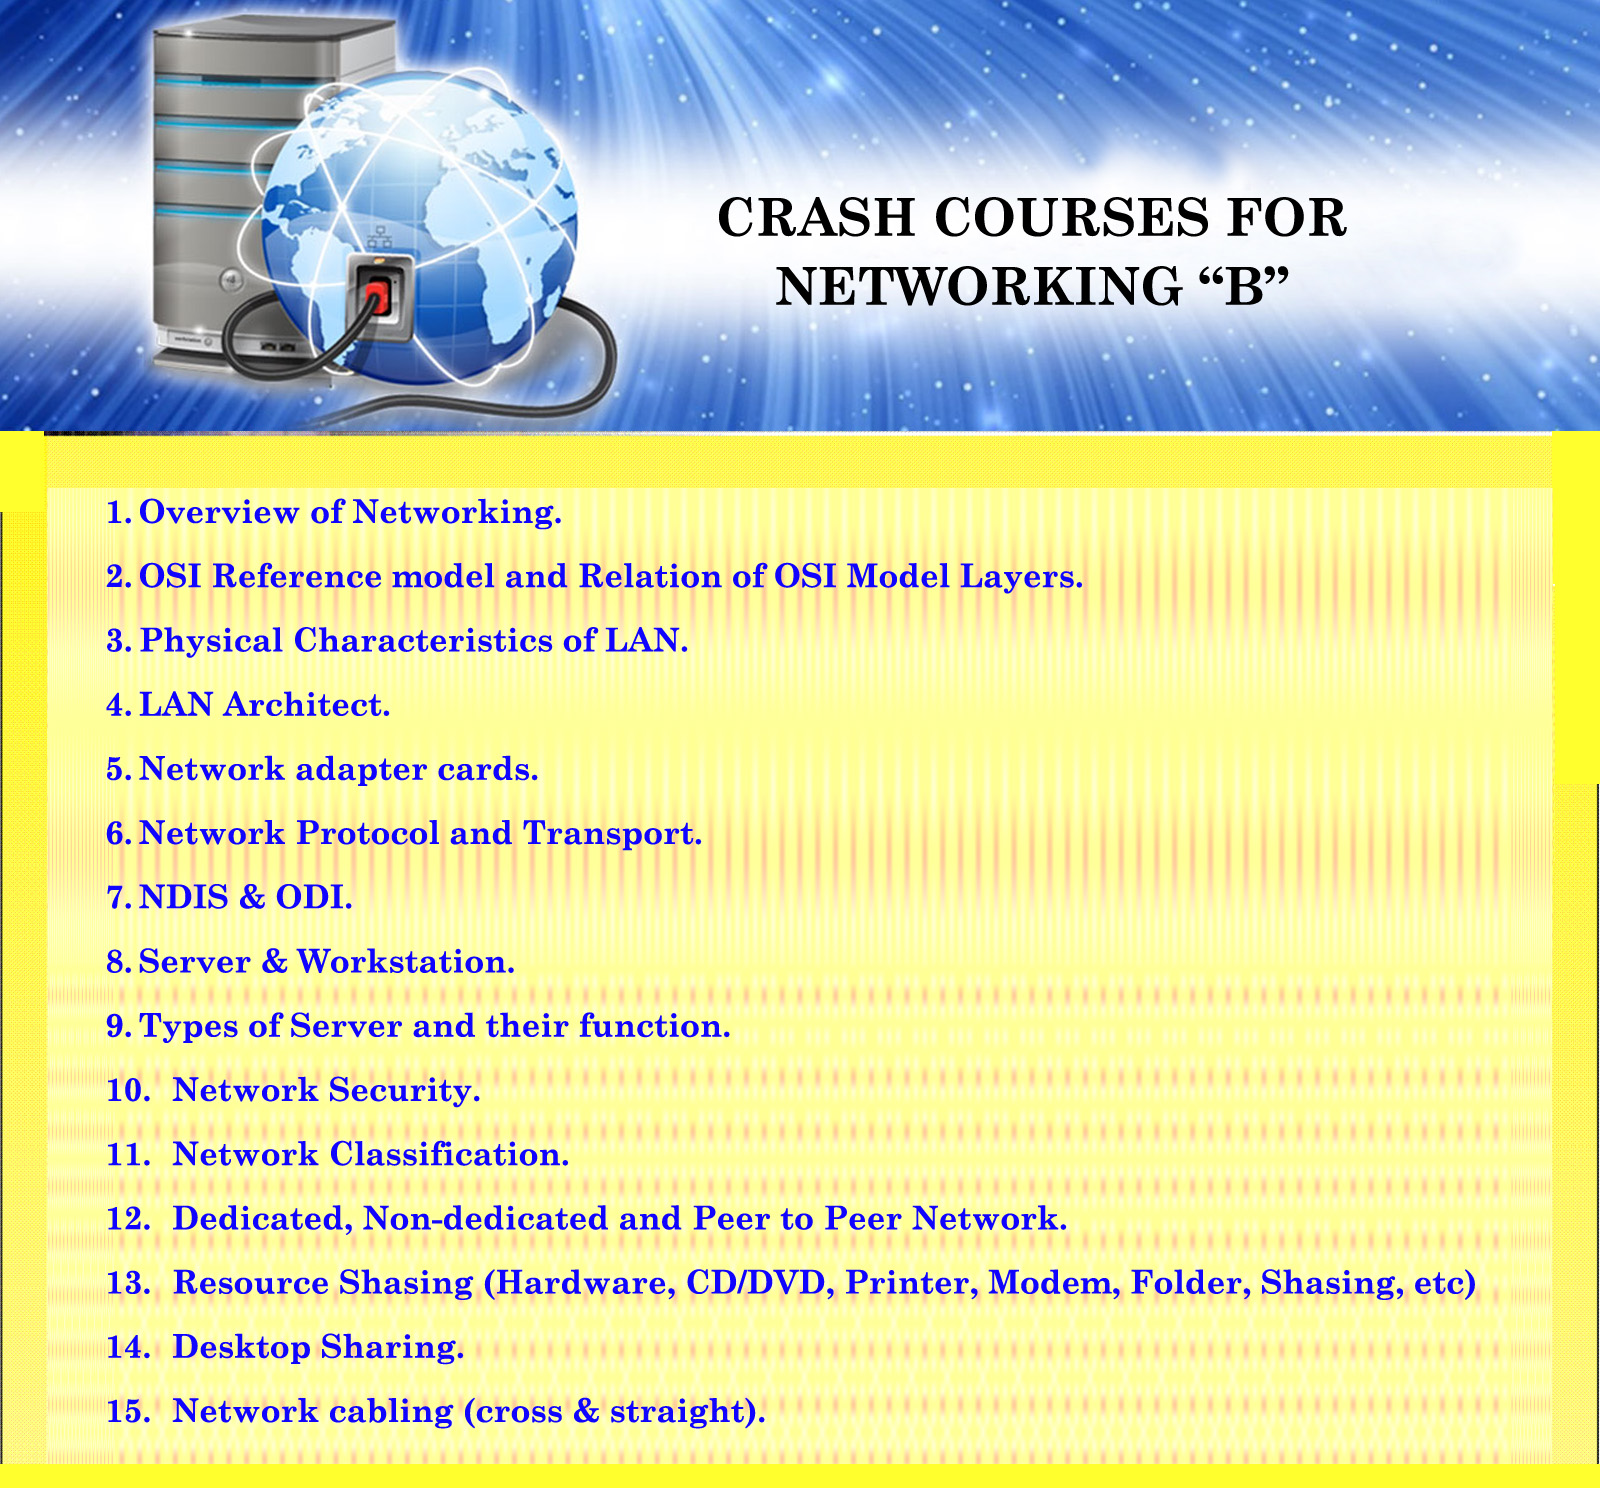 CRASH COURSES FOR
NETWORKING “B”
1. Overview of Networking.
2. OSI Reference model and Relation of OSI Model Layers.
3. Physical Characteristics of LAN.
4. LAN Architect.
5. Network adapter cards.
6. Network Protocol and Transport.
7. NDIS & ODI.
8. Server & Workstation.
9. Types of Server and their function.
10. Network Security.
11. Network Classification.
12. Dedicated, Non-dedicated and Peer to Peer Network.
13. Resource Shasing (Hardware, CD/DVD, Printer, Modem, Folder, Shasing, etc)
14. Desktop Sharing.
15. Network cabling (cross & straight).